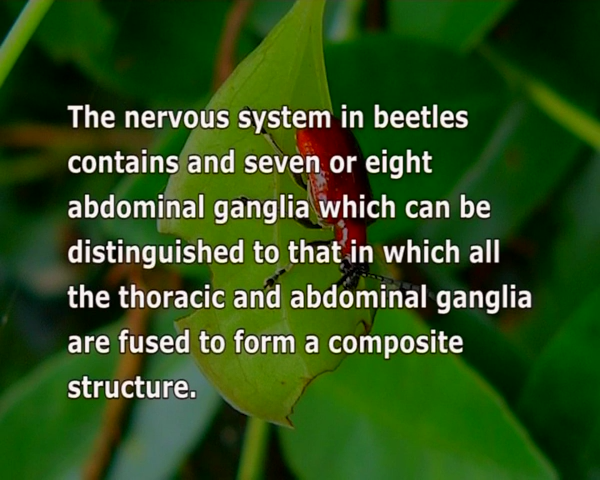 The nervous system in beetles
contains and seven or eight
abdominal ganglia which can be
distinguished to that in which all
the thoracic and abdominal ganglia
are fused to form a composite
structure.